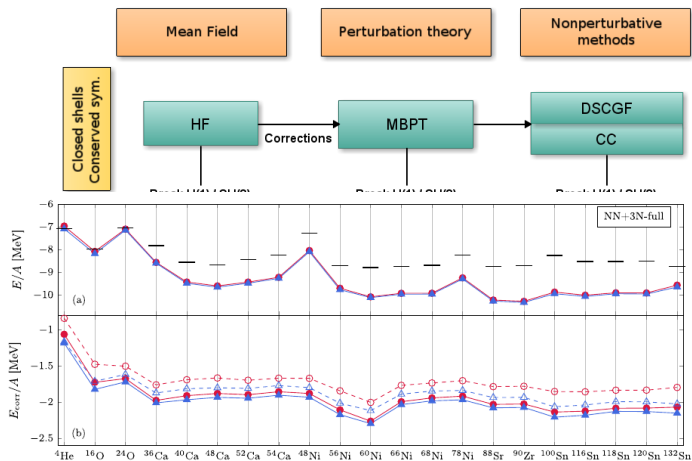 Mean Field
Perturbation theory
Nonperturbative
methods
Closed shells
Conserved sym.
HF
Corrections
MBPT
DSCGF
CC
−6
−7
−8
−9
−10
E/A [MeV]
NN+3N-full
(a)
−1
−1.5
−2
−2.5
E_corr/A [MeV]
(b)
⁴He ¹⁶O ²⁴O ³⁶Ca ⁴⁰Ca ⁴⁸Ca ⁵²Ca ⁵⁴Ca ⁴⁸Ni ⁵⁶Ni ⁶⁰Ni ⁶⁶Ni ⁶⁸Ni ⁷⁸Ni ⁸⁸Sr ⁹⁰Zr ¹⁰⁰Sn ¹¹⁶Sn ¹¹⁸Sn ¹²⁰Sn ¹³²Sn